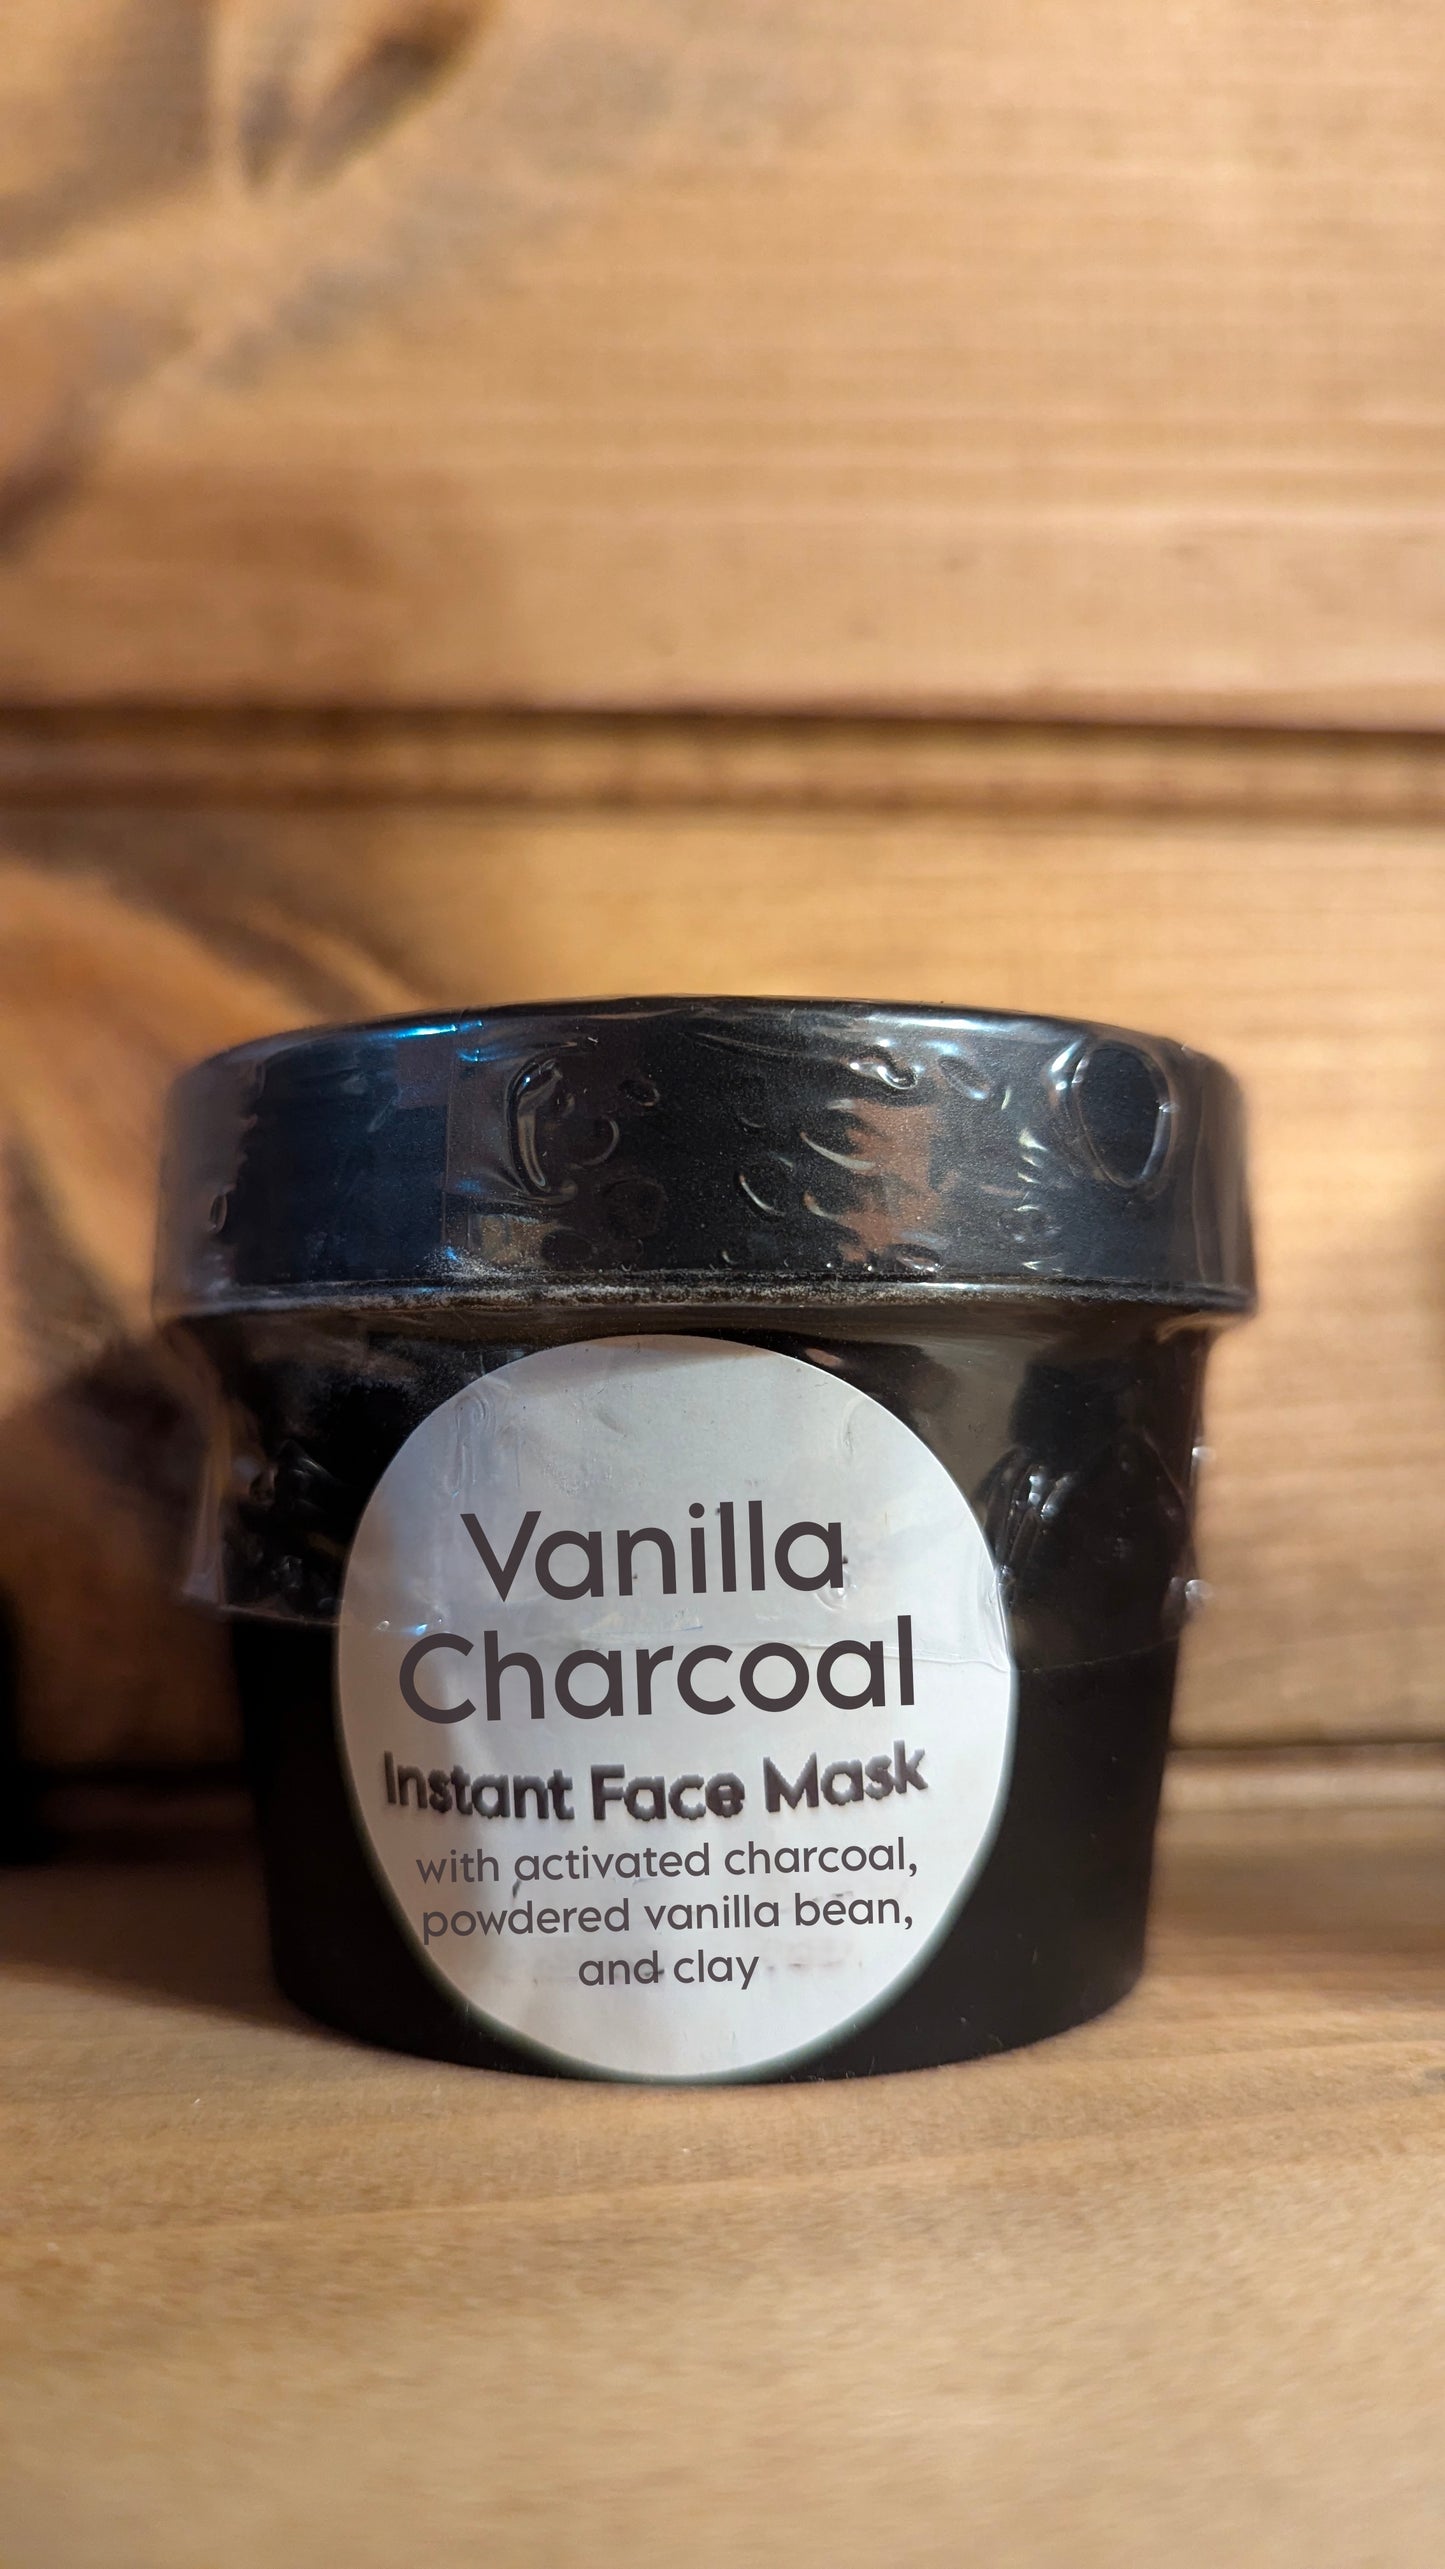 Vanilla
Charcoal
Instant Face Mask
with activated charcoal,
powdered vanilla bean,
and clay